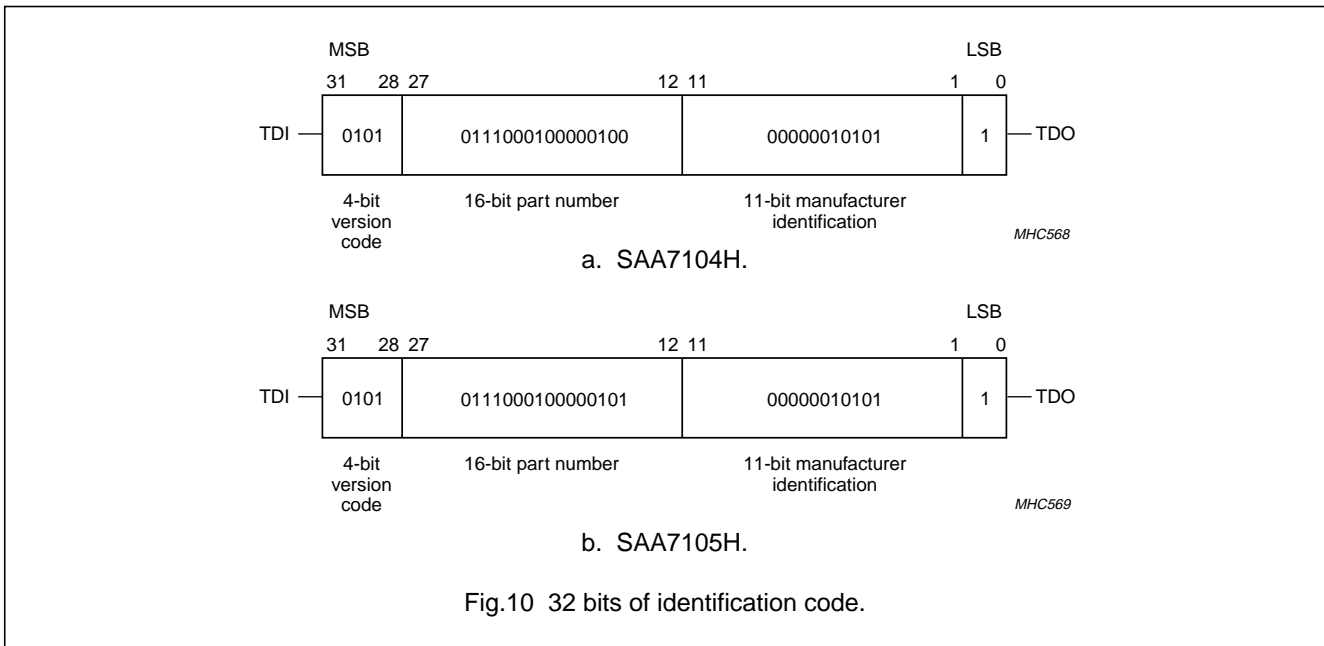 MSB LSB
31 28 27 12 11 1 0
TDI 0101 0111000100000100 00000010101 1 TDO
4-bit 16-bit part number 11-bit manufacturer
version identification
code
MHC568
a. SAA7104H.
MSB LSB
31 28 27 12 11 1 0
TDI 0101 0111000100000101 00000010101 1 TDO
4-bit 16-bit part number 11-bit manufacturer
version identification
code
MHC569
b. SAA7105H.
Fig.10 32 bits of identification code.